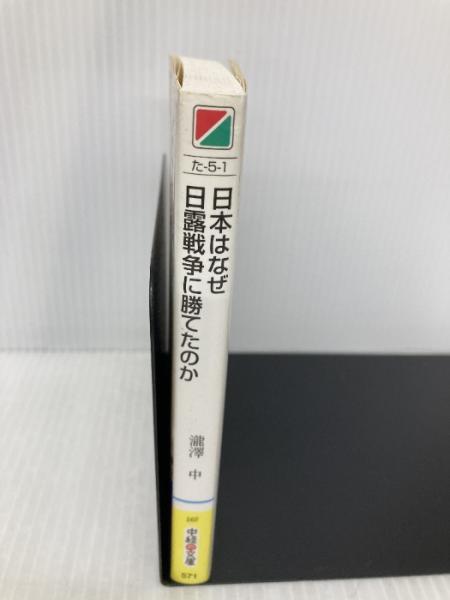 た-5-1
日本はなぜ
日露戦争に勝てたのか
瀧澤 中
中経の文庫
571